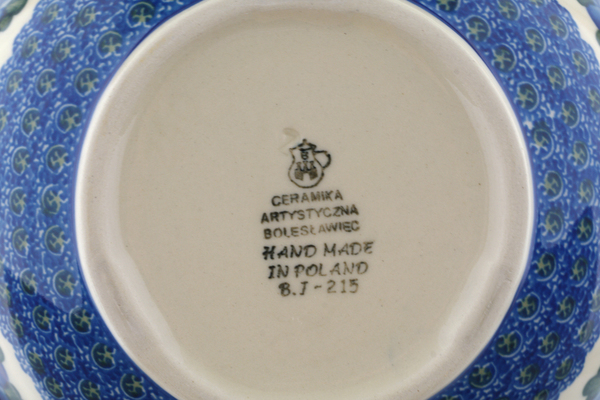 CERAMIKA
ARTYSTYCZNA
BOLESŁAWIEC
HAND MADE
IN POLAND
B.I-215